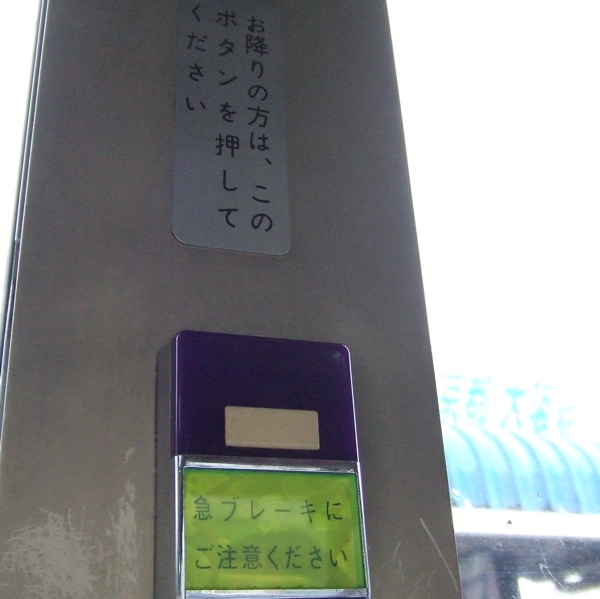 お降りの方は、この
ボタンを押して
ください
急ブレーキに
ご注意ください